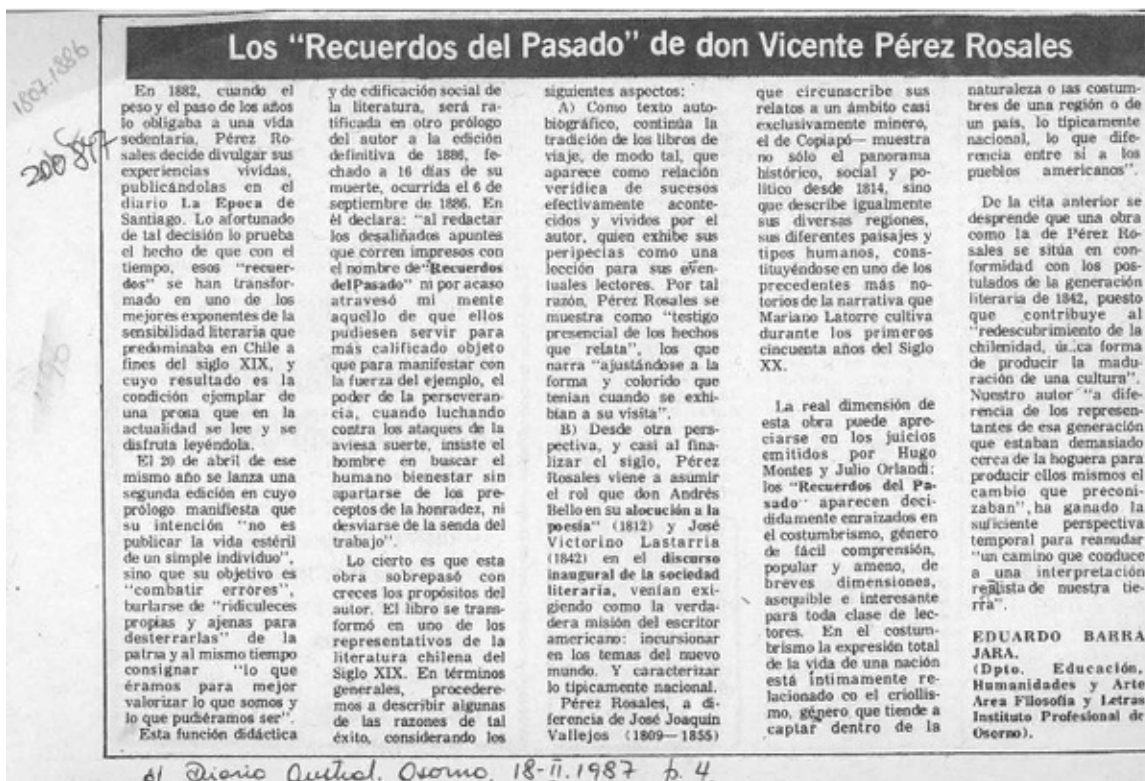 Los "Recuerdos del Pasado" de don Vicente Pérez Rosales
1807-1886
200847
En 1882, cuando el
peso y el paso de los años
lo obligaba a una vida
sedentaria, Pérez Ro-
sales decide divulgar sus
experiencias vividas,
publicándolas en el
diario La Epoca de
Santiago. Lo afortunado
de tal decisión lo prueba
el hecho de que con el
tiempo, esos "recuer-
dos" se han transfor-
mado en uno de los
mejores exponentes de la
sensibilidad literaria que
predominaba en Chile a
fines del siglo XIX, y
cuyo resultado es la
condición ejemplar de
una prosa que en la
actualidad se lee y se
disfruta leyéndola.
El 20 de abril de ese
mismo año se lanza una
segunda edición en cuyo
prólogo manifiesta que
su intención "no es
publicar la vida estéril
de un simple individuo",
sino que su objetivo es
"combatir errores",
burlarse de "ridiculeces
propias y ajenas para
desterrarlas" de la
patria y al mismo tiempo
consignar "lo que
éramos para mejor
valorizar lo que somos y
lo que pudiéramos ser".
Esta función didáctica
y de edificación social de
la literatura, será ra-
tificada en otro prólogo
del autor a la edición
definitiva de 1886, fe-
chado a 16 días de su
muerte, ocurrida el 6 de
septiembre de 1886. En
él declara: "al redactar
los desaliñados apuntes
que corren impresos con
el nombre de "Recuerdos
del Pasado" ni por acaso
atravesó mi mente
aquello de que ellos
pudiesen servir para
más calificado objeto
que para manifestar con
la fuerza del ejemplo, el
poder de la perseveran-
cia, cuando luchando
contra los ataques de la
aviesa suerte, insiste el
hombre en buscar el
humano bienestar sin
apartarse de los pre-
ceptos de la honradez, ni
desviarse de la senda del
trabajo".
Lo cierto es que esta
obra sobrepasó con
creces los propósitos del
autor. El libro se trans-
formó en uno de los
representativos de la
literatura chilena del
Siglo XIX. En términos
generales, procedere-
mos a describir algunas
de las razones de tal
éxito, considerando los
siguientes aspectos:
A) Como texto auto-
biográfico, continúa la
tradición de los libros de
viaje, de modo tal, que
aparece como relación
verídica de sucesos
efectivamente aconte-
cidos y vividos por el
autor, quien exhibe sus
peripecias como una
lección para sus even-
tuales lectores. Por tal
razón, Pérez Rosales se
muestra como "testigo
presencial de los hechos
que relata", los que
narra "ajustándose a la
forma y colorido que
tenían cuando se exhi-
bían a su visita".
B) Desde otra pers-
pectiva, y casi al fina-
lizar el siglo, Pérez
Rosales viene a asumir
el rol que don Andrés
Bello en su alocución a la
poesía" (1812) y José
Victorino Lastarria
(1842) en el discurso
inaugural de la sociedad
literaria, venían exi-
giendo como la verda-
dera misión del escritor
americano: incursionar
en los temas del nuevo
mundo. Y caracterizar
lo típicamente nacional.
Pérez Rosales, a di-
ferencia de José Joaquín
Vallejos (1809—1855)
que circunscribe sus
relatos a un ámbito casi
exclusivamente minero,
el de Copiapó— muestra
no sólo el panorama
histórico, social y po-
lítico desde 1814, sino
que describe igualmente
sus diversas regiones,
sus diferentes paisajes y
tipos humanos, cons-
tituyéndose en uno de los
precedentes más no-
torios de la narrativa que
Mariano Latorre cultiva
durante los primeros
cincuenta años del Siglo
XX.
La real dimensión de
esta obra puede apre-
ciarse en los juicios
emitidos por Hugo
Montes y Julio Orlandi:
los "Recuerdos del Pa-
sado" aparecen deci-
didamente enraizados en
el costumbrismo, género
de fácil comprensión,
popular y ameno, de
breves dimensiones,
asequible e interesante
para toda clase de lec-
tores. En el costum-
brismo la expresión total
de la vida de una nación
está íntimamente re-
lacionado co el criollis-
mo, género que tiende a
captar dentro de la
naturaleza o las costum-
bres de una región o de
un país, lo típicamente
nacional, lo que dife-
rencia entre sí a los
pueblos americanos".
De la cita anterior se
desprende que una obra
como la de Pérez Ro-
sales se sitúa en con-
formidad con los pos-
tulados de la generación
literaria de 1842, puesto
que contribuye al
"redescubrimiento de la
chilenidad, forma
de producir la madu-
ración de una cultura".
Nuestro autor "a dife-
rencia de los represen-
tantes de esa generación
que estaban demasiado
cerca de la hoguera para
producir ellos mismos el
cambio que preconi-
zaban", ha ganado la
suficiente perspectiva
temporal para reanudar
"un camino que conduce
a una interpretación
realista de nuestra tie-
rra".
EDUARDO BARRA
JARA.
(Dpto. Educación,
Humanidades y Arte
Area Filosofía y Letras
Instituto Profesional de
Osorno).
El Diario Austral. Osorno, 18-II.1987 p. 4